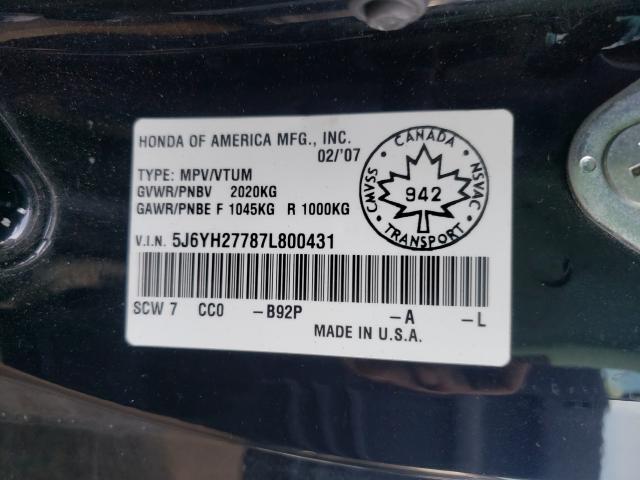 HONDA OF AMERICA MFG., INC.
02/'07
TYPE: MPV/VTUM
GVWR/PNBV 2020KG
GAWR/PNBE F 1045KG R 1000KG
V.I.N. 5J6YH27787L800431
SCW 7 CC0 -B92P -A -L
MADE IN U.S.A.
CANADA
CMVSS 942 NSVAC
TRANSPORT